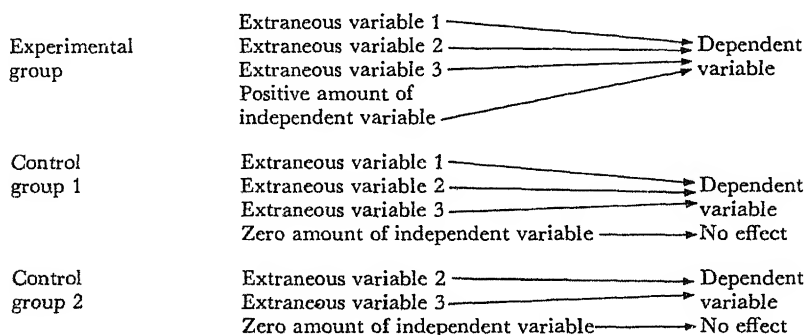 Extraneous variable 1
Experimental Extraneous variable 2 Dependent
group Extraneous variable 3 variable
Positive amount of
independent variable
Control Extraneous variable 1
group 1 Extraneous variable 2 Dependent
Extraneous variable 3 variable
Zero amount of independent variable No effect
Control Extraneous variable 2 Dependent
group 2 Extraneous variable 3 variable
Zero amount of independent variable No effect